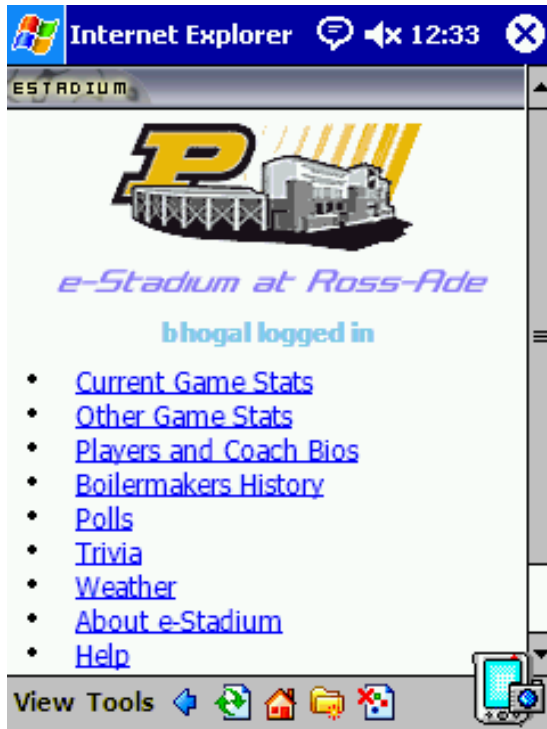 Internet Explorer 12:33
ESTADIUM
P
e-Stadium at Ross-Ade
bhogal logged in
Current Game Stats
Other Game Stats
Players and Coach Bios
Boilermakers History
Polls
Trivia
Weather
About e-Stadium
Help
View Tools